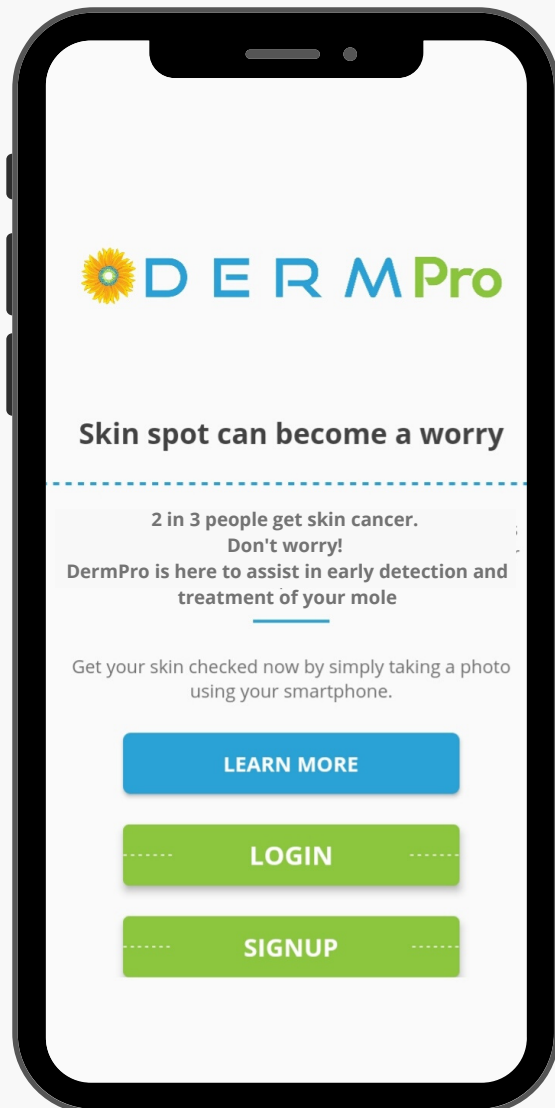 DERMPro
Skin spot can become a worry
2 in 3 people get skin cancer.
Don't worry!
DermPro is here to assist in early detection and
treatment of your mole
Get your skin checked now by simply taking a photo
using your smartphone.
LEARN MORE
LOGIN
SIGNUP